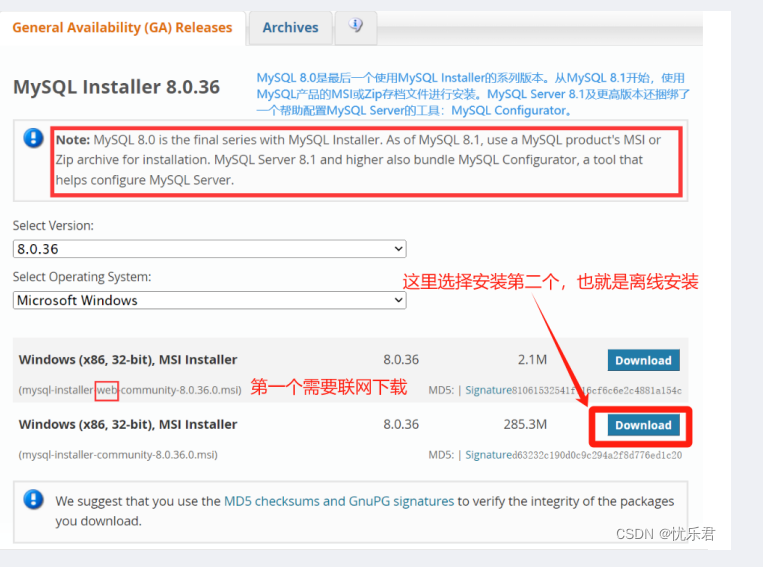 General Availability (GA) Releases
Archives
MySQL Installer 8.0.36
MySQL 8.0是最后一个使用MySQL Installer的系列版本。从MySQL 8.1开始，使用
MySQL产品的MSI或Zip存档文件进行安装。MySQL Server 8.1及更高版本还捆绑了
一个帮助配置MySQL Server的工具：MySQL Configurator。
Note: MySQL 8.0 is the final series with MySQL Installer. As of MySQL 8.1, use a MySQL product's MSI or
Zip archive for installation. MySQL Server 8.1 and higher also bundle MySQL Configurator, a tool that
helps configure MySQL Server.
Select Version:
8.0.36
Select Operating System:
这里选择安装第二个，也就是离线安装
Microsoft Windows
Windows (x86, 32-bit), MSI Installer 8.0.36 2.1M Download
(mysql-installer-web-community-8.0.36.0.msi) 第一个需要联网下载 MD5: | Signature
Windows (x86, 32-bit), MSI Installer 8.0.36 285.3M Download
(mysql-installer-community-8.0.36.0.msi) MD5: | Signatured63232c190d0c9c294a2f8d776ed1c20
We suggest that you use the MD5 checksums and GnuPG signatures to verify the integrity of the packages
you download.
CSDN @忧乐君